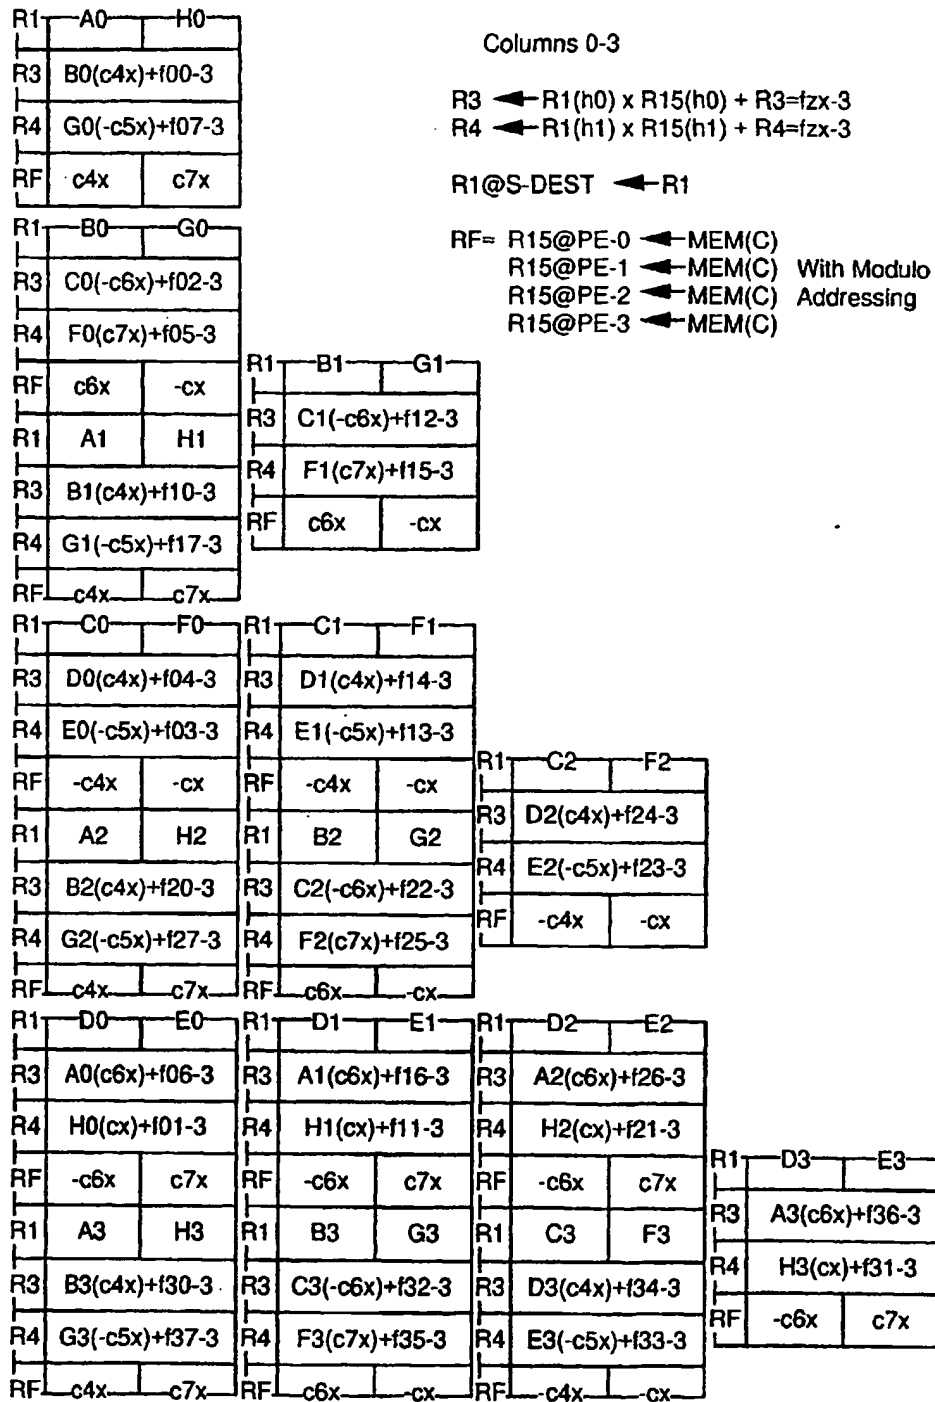 R1 A0 H0
R3 B0(c4x)+f00-3
R4 G0(-c5x)+f07-3
RF c4x c7x
Columns 0-3
R3 ◄ R1(h0) x R15(h0) + R3=fzx-3
R4 ◄ R1(h1) x R15(h1) + R4=fzx-3
R1@S-DEST ◄ R1
RF= R15@PE-0 ◄ MEM(C)
R15@PE-1 ◄ MEM(C) With Modulo
R15@PE-2 ◄ MEM(C) Addressing
R15@PE-3 ◄ MEM(C)
R1 B0 G0
R3 C0(-c6x)+f02-3
R4 F0(c7x)+f05-3
RF c6x -cx
R1 A1 H1
R3 B1(c4x)+f10-3
R4 G1(-c5x)+f17-3
RF c4x c7x
R1 B1 G1
R3 C1(-c6x)+f12-3
R4 F1(c7x)+f15-3
RF c6x -cx
R1 C0 F0
R3 D0(c4x)+f04-3
R4 E0(-c5x)+f03-3
RF -c4x -cx
R1 A2 H2
R3 B2(c4x)+f20-3
R4 G2(-c5x)+f27-3
RF c4x c7x
R1 C1 F1
R3 D1(c4x)+f14-3
R4 E1(-c5x)+f13-3
RF -c4x -cx
R1 B2 G2
R3 C2(-c6x)+f22-3
R4 F2(c7x)+f25-3
RF c6x -cx
R1 C2 F2
R3 D2(c4x)+f24-3
R4 E2(-c5x)+f23-3
RF -c4x -cx
R1 D0 E0
R3 A0(c6x)+f06-3
R4 H0(cx)+f01-3
RF -c6x c7x
R1 A3 H3
R3 B3(c4x)+f30-3
R4 G3(-c5x)+f37-3
RF c4x c7x
R1 D1 E1
R3 A1(c6x)+f16-3
R4 H1(cx)+f11-3
RF -c6x c7x
R1 B3 G3
R3 C3(-c6x)+f32-3
R4 F3(c7x)+f35-3
RF c6x -cx
R1 D2 E2
R3 A2(c6x)+f26-3
R4 H2(cx)+f21-3
RF -c6x c7x
R1 C3 F3
R3 D3(c4x)+f34-3
R4 E3(-c5x)+f33-3
RF -c4x -cx
R1 D3 E3
R3 A3(c6x)+f36-3
R4 H3(cx)+f31-3
RF -c6x c7x